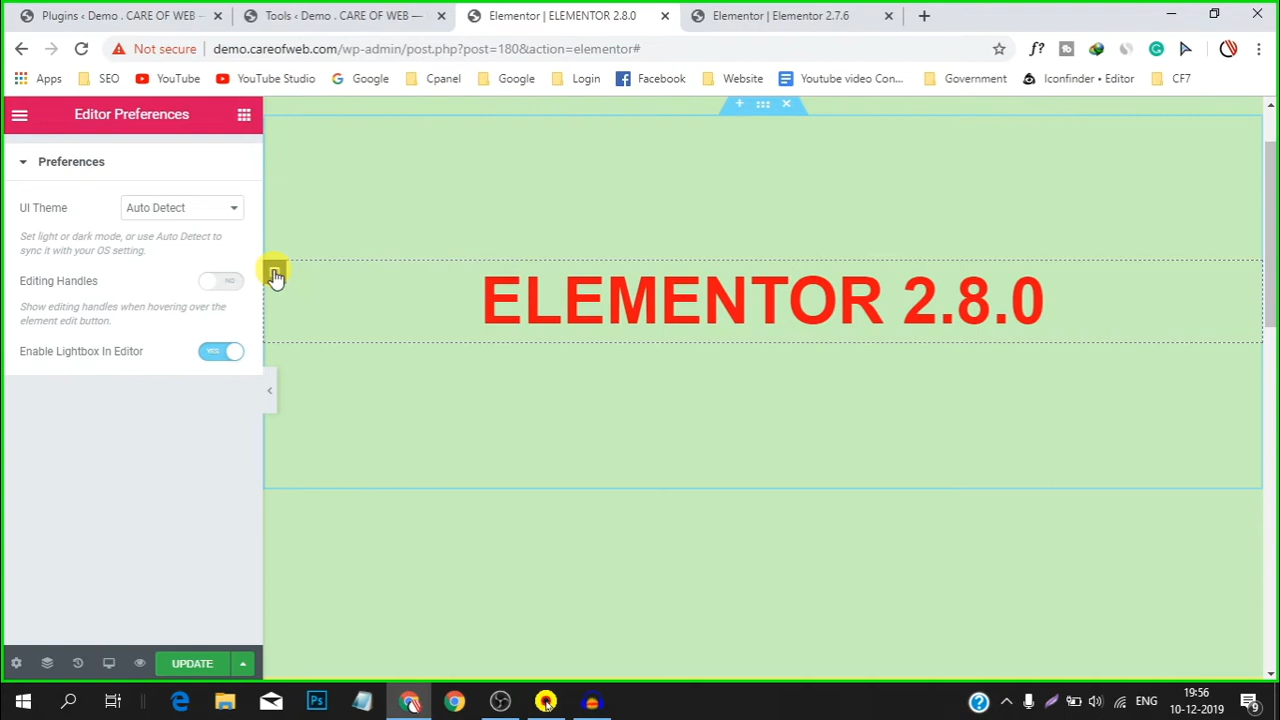 Plugins ‹ Demo . CARE OF WEB —
Tools ‹ Demo . CARE OF WEB —
Elementor | ELEMENTOR 2.8.0
Elementor | Elementor 2.7.6
Not secure
demo.careofweb.com/wp-admin/post.php?post=180&action=elementor#
f?
Apps
SEO
YouTube
YouTube Studio
Google
Cpanel
Google
Login
Facebook
Website
Youtube video Con...
Government
Iconfinder • Editor
CF7
Editor Preferences
Preferences
UI Theme
Auto Detect
Set light or dark mode, or use Auto Detect to
sync it with your OS setting.
Editing Handles
NO
Show editing handles when hovering over the
element edit button.
Enable Lightbox In Editor
YES
ELEMENTOR 2.8.0
UPDATE
Ps
ENG
19:56
10-12-2019
9